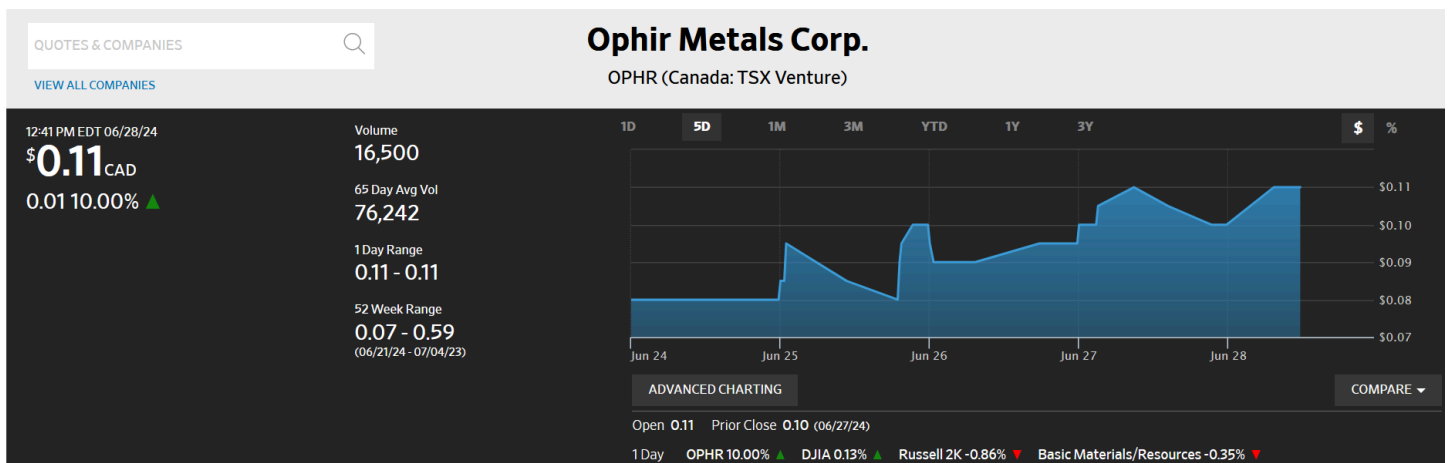 Ophir Metals Corp.
OPHR (Canada: TSX Venture)
QUOTES & COMPANIES
VIEW ALL COMPANIES
12:41 PM EDT 06/28/24
$0.11 CAD
0.01 10.00%
Volume
16,500
65 Day Avg Vol
76,242
1 Day Range
0.11 - 0.11
52 Week Range
0.07 - 0.59
(06/21/24 - 07/04/23)
1D 5D 1M 3M YTD 1Y 3Y $ %
$0.11
$0.10
$0.09
$0.08
$0.07
Jun 24 Jun 25 Jun 26 Jun 27 Jun 28
ADVANCED CHARTING COMPARE
Open 0.11 Prior Close 0.10 (06/27/24)
1 Day OPHR 10.00% DJIA 0.13% Russell 2K -0.86% Basic Materials/Resources -0.35%